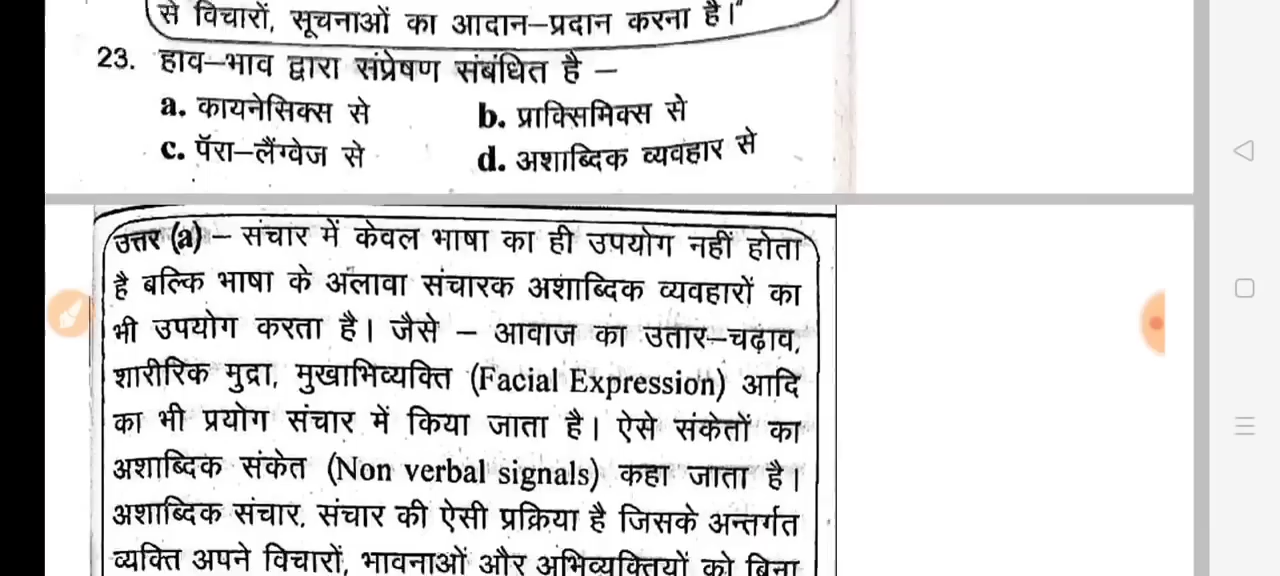 से विचारों, सूचनाओं का आदान–प्रदान करना है।"
23. हाव–भाव द्वारा संप्रेषण संबंधित है –
a. कायनेसिक्स से b. प्राक्सिमिक्स से
c. पॅरा–लैंग्वेज से d. अशाब्दिक व्यवहार से
उत्तर (a) – संचार में केवल भाषा का ही उपयोग नहीं होता
है बल्कि भाषा के अलावा संचारक अशाब्दिक व्यवहारों का
भी उपयोग करता है। जैसे – आवाज का उतार–चढ़ाव,
शारीरिक मुद्रा, मुखाभिव्यक्ति (Facial Expression) आदि
का भी प्रयोग संचार में किया जाता है। ऐसे संकेतों का
अशाब्दिक संकेत (Non verbal signals) कहा जाता है।
अशाब्दिक संचार, संचार की ऐसी प्रक्रिया है जिसके अन्तर्गत
व्यक्ति अपने विचारों, भावनाओं और अभिव्यक्तियों को बिना